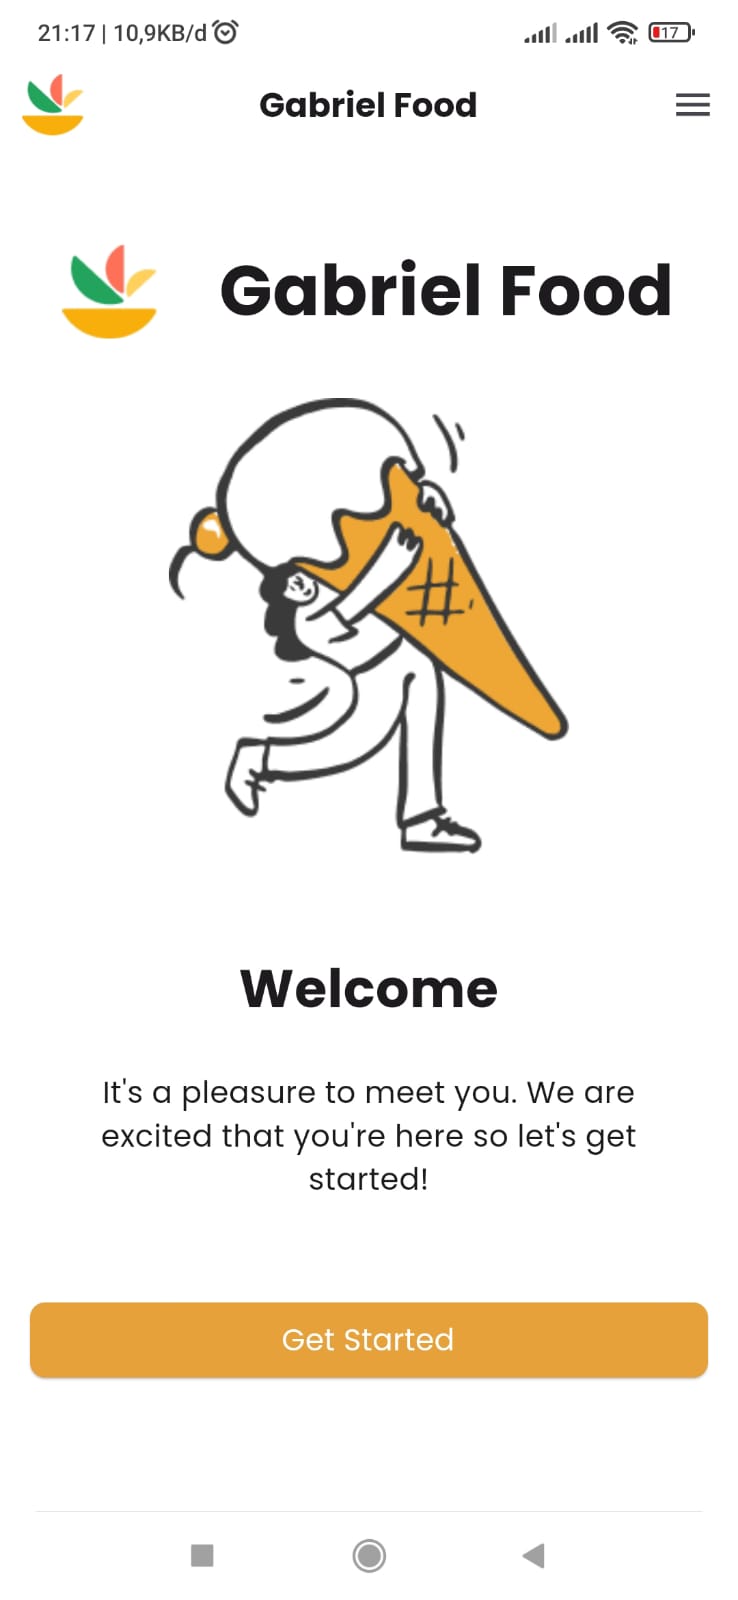 21:17 | 10,9KB/d
17
Gabriel Food
Gabriel Food
Welcome
It's a pleasure to meet you. We are
excited that you're here so let's get
started!
Get Started